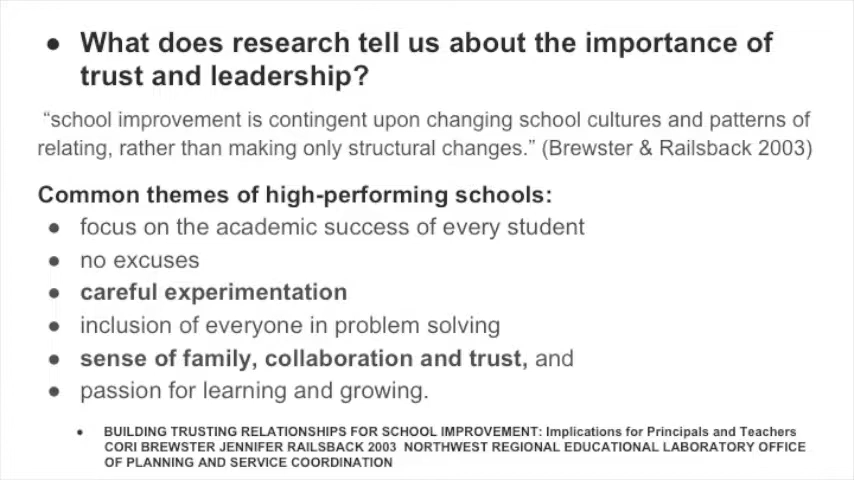 ● What does research tell us about the importance of
trust and leadership?
“school improvement is contingent upon changing school cultures and patterns of
relating, rather than making only structural changes.” (Brewster & Railsback 2003)
Common themes of high-performing schools:
● focus on the academic success of every student
● no excuses
● careful experimentation
● inclusion of everyone in problem solving
● sense of family, collaboration and trust, and
● passion for learning and growing.
● BUILDING TRUSTING RELATIONSHIPS FOR SCHOOL IMPROVEMENT: Implications for Principals and Teachers
CORI BREWSTER JENNIFER RAILSBACK 2003 NORTHWEST REGIONAL EDUCATIONAL LABORATORY OFFICE
OF PLANNING AND SERVICE COORDINATION